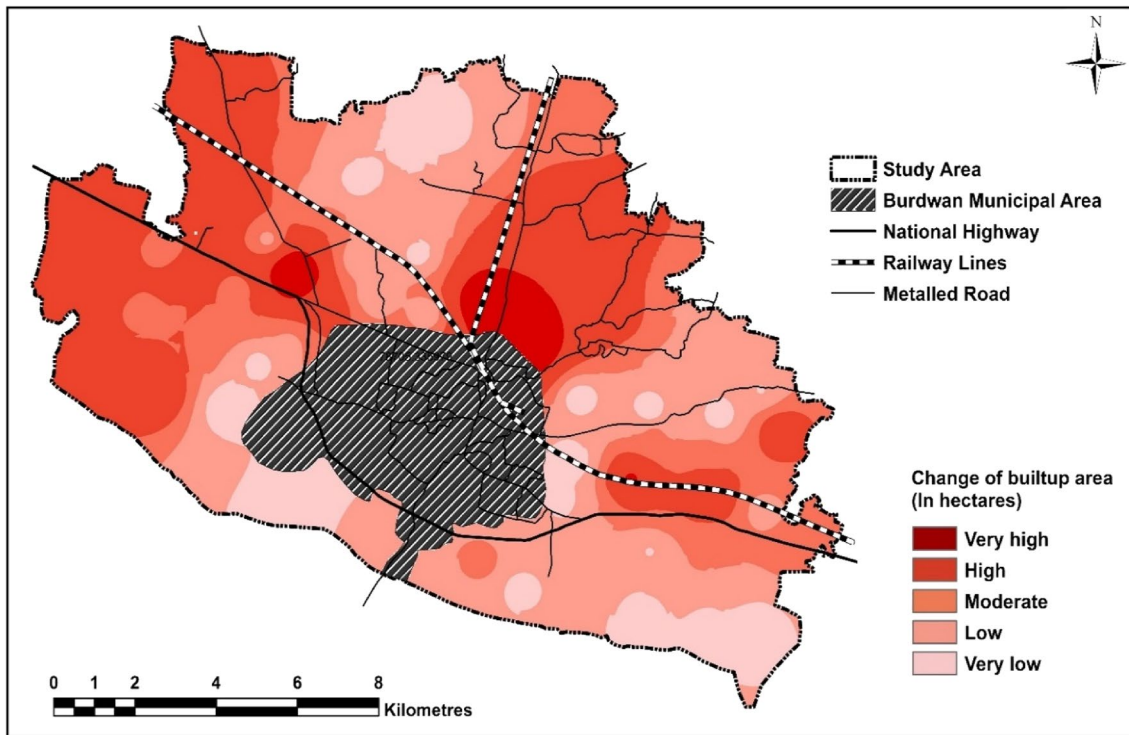 N
Study Area
Burdwan Municipal Area
National Highway
Railway Lines
Metalled Road
Change of builtup area
(In hectares)
Very high
High
Moderate
Low
Very low
0 1 2 4 6 8
Kilometres